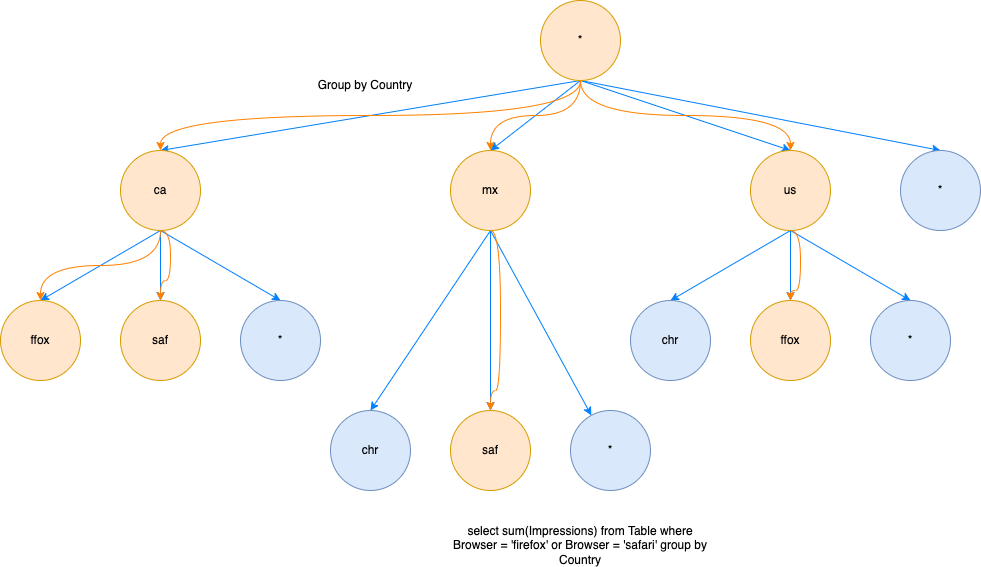 *
Group by Country
ca
mx
us
*
ffox
saf
*
chr
ffox
*
chr
saf
*
select sum(Impressions) from Table where
Browser = 'firefox' or Browser = 'safari' group by
Country